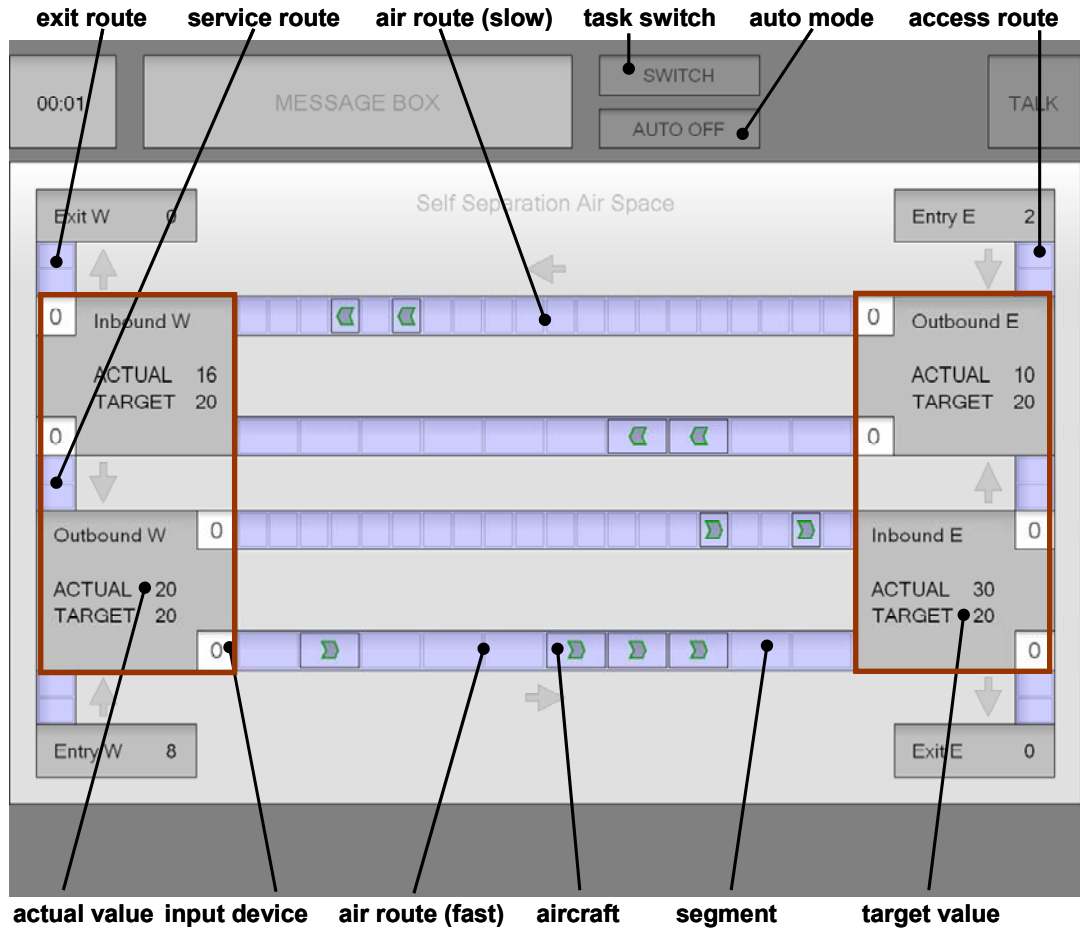 exit route service route air route (slow) task switch auto mode access route
00:01 MESSAGE BOX SWITCH TALK
AUTO OFF
Self Separation Air Space
Exit W 0 Entry E 2
0 Inbound W 0 Outbound E
ACTUAL 16 ACTUAL 10
TARGET 20 TARGET 20
0 0
Outbound W 0 Inbound E 0
ACTUAL 20 ACTUAL 30
TARGET 20 TARGET 20
0 0
Entry W 8 Exit E 0
actual value input device air route (fast) aircraft segment target value